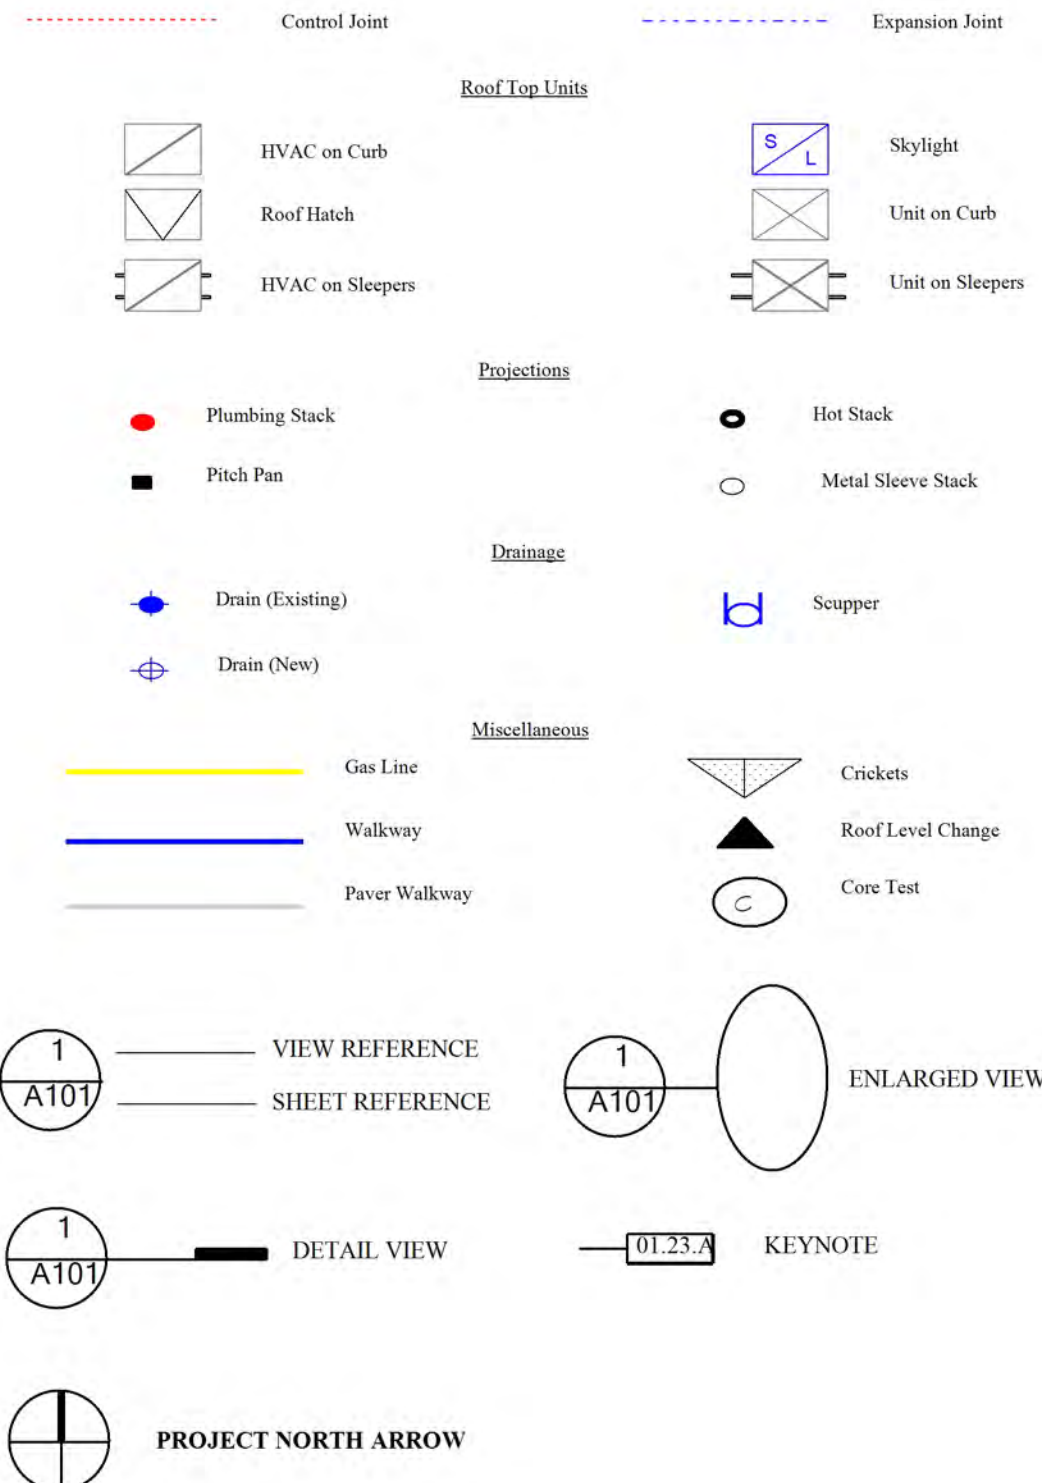 Control Joint
Expansion Joint
Roof Top Units
HVAC on Curb
S
L
Skylight
Roof Hatch
Unit on Curb
HVAC on Sleepers
Unit on Sleepers
Projections
Plumbing Stack
Hot Stack
Pitch Pan
Metal Sleeve Stack
Drainage
Drain (Existing)
Scupper
Drain (New)
Miscellaneous
Gas Line
Crickets
Walkway
Roof Level Change
Paver Walkway
C
Core Test
1
VIEW REFERENCE
A101
SHEET REFERENCE
1
A101
ENLARGED VIEW
1
A101
DETAIL VIEW
01.23.A
KEYNOTE
PROJECT NORTH ARROW